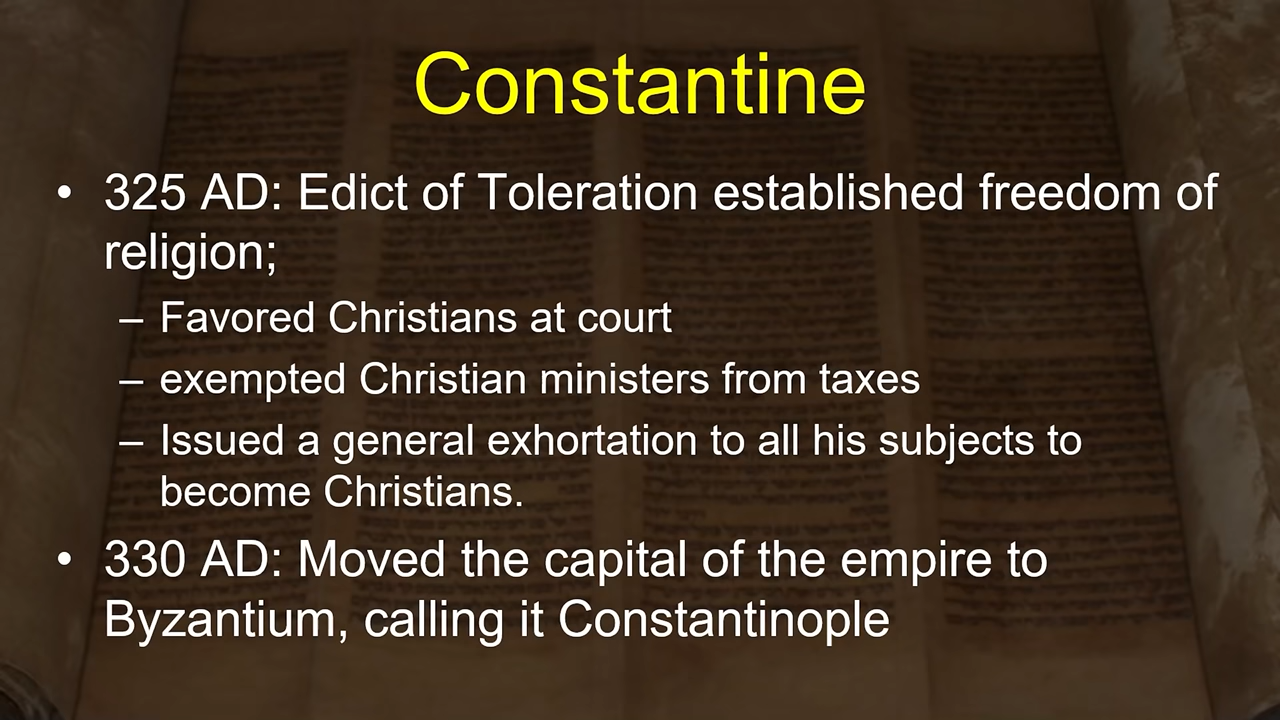 Constantine
• 325 AD: Edict of Toleration established freedom of
religion;
– Favored Christians at court
– exempted Christian ministers from taxes
– Issued a general exhortation to all his subjects to
become Christians.
• 330 AD: Moved the capital of the empire to
Byzantium, calling it Constantinople